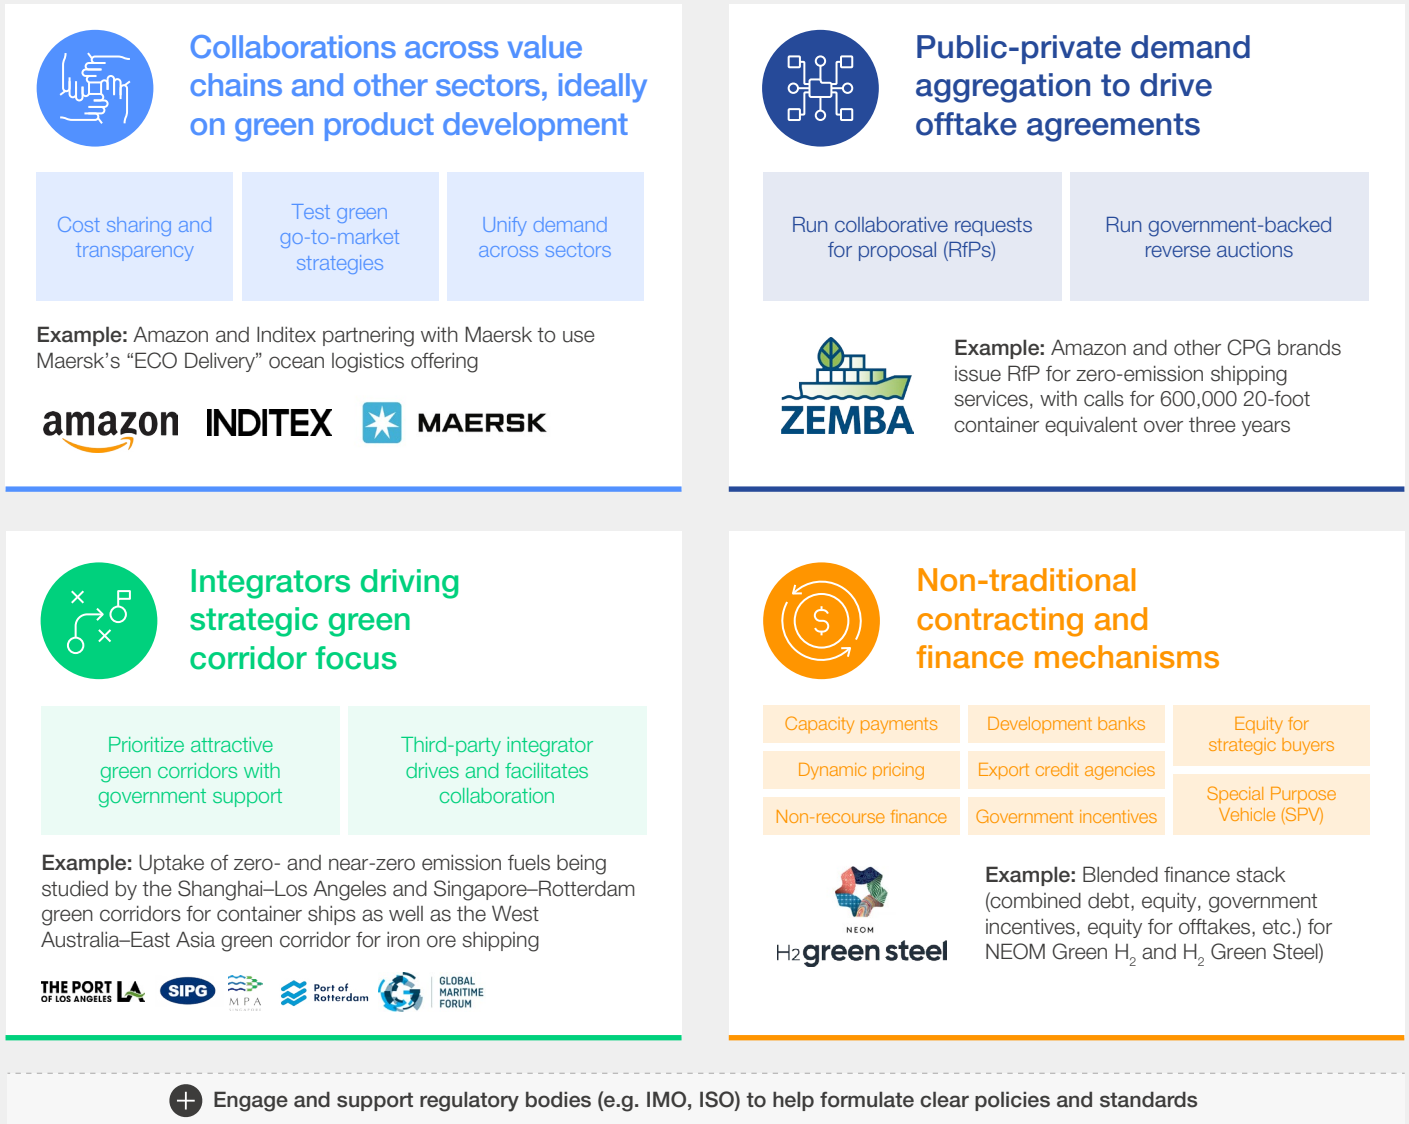 Collaborations across value
chains and other sectors, ideally
on green product development
Cost sharing and
transparency
Test green
go-to-market
strategies
Unify demand
across sectors
Example: Amazon and Inditex partnering with Maersk to use
Maersk's “ECO Delivery” ocean logistics offering
amazon
INDITEX
MAERSK
Public-private demand
aggregation to drive
offtake agreements
Run collaborative requests
for proposal (RfPs)
Run government-backed
reverse auctions
ZEMBA
Example: Amazon and other CPG brands
issue RfP for zero-emission shipping
services, with calls for 600,000 20-foot
container equivalent over three years
Integrators driving
strategic green
corridor focus
Prioritize attractive
green corridors with
government support
Third-party integrator
drives and facilitates
collaboration
Example: Uptake of zero- and near-zero emission fuels being
studied by the Shanghai–Los Angeles and Singapore–Rotterdam
green corridors for container ships as well as the West
Australia–East Asia green corridor for iron ore shipping
THE PORT
OF LOS ANGELES
LA
SIPG
MPA
SINGAPORE
Port of
Rotterdam
GLOBAL
MARITIME
FORUM
Non-traditional
contracting and
finance mechanisms
Capacity payments
Development banks
Equity for
strategic buyers
Dynamic pricing
Export credit agencies
Special Purpose
Vehicle (SPV)
Non-recourse finance
Government incentives
NEOM
H2 green steel
Example: Blended finance stack
(combined debt, equity, government
incentives, equity for offtakes, etc.) for
NEOM Green H₂ and H₂ Green Steel)
Engage and support regulatory bodies (e.g. IMO, ISO) to help formulate clear policies and standards